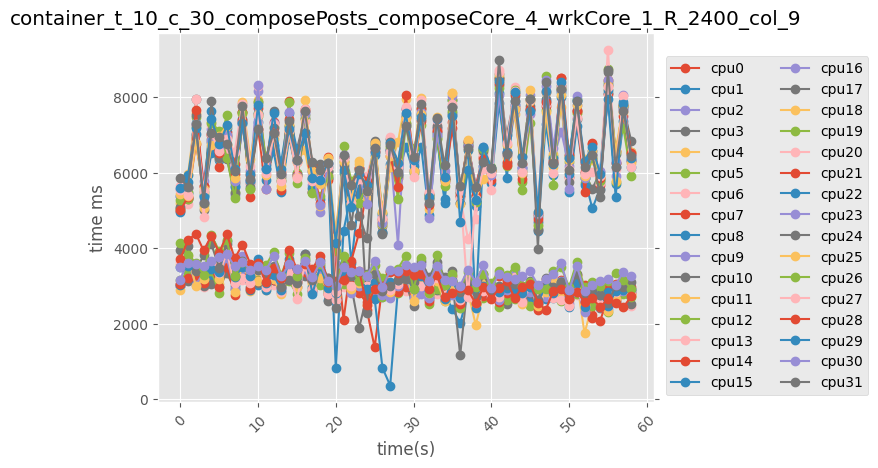 container_t_10_c_30_composePosts_composeCore_4_wrkCore_1_R_2400_col_9
time ms
8000
6000
4000
2000
0
0 10 20 30 40 50 60
time(s)
cpu0 cpu16
cpu1 cpu17
cpu2 cpu18
cpu3 cpu19
cpu4 cpu20
cpu5 cpu21
cpu6 cpu22
cpu7 cpu23
cpu8 cpu24
cpu9 cpu25
cpu10 cpu26
cpu11 cpu27
cpu12 cpu28
cpu13 cpu29
cpu14 cpu30
cpu15 cpu31